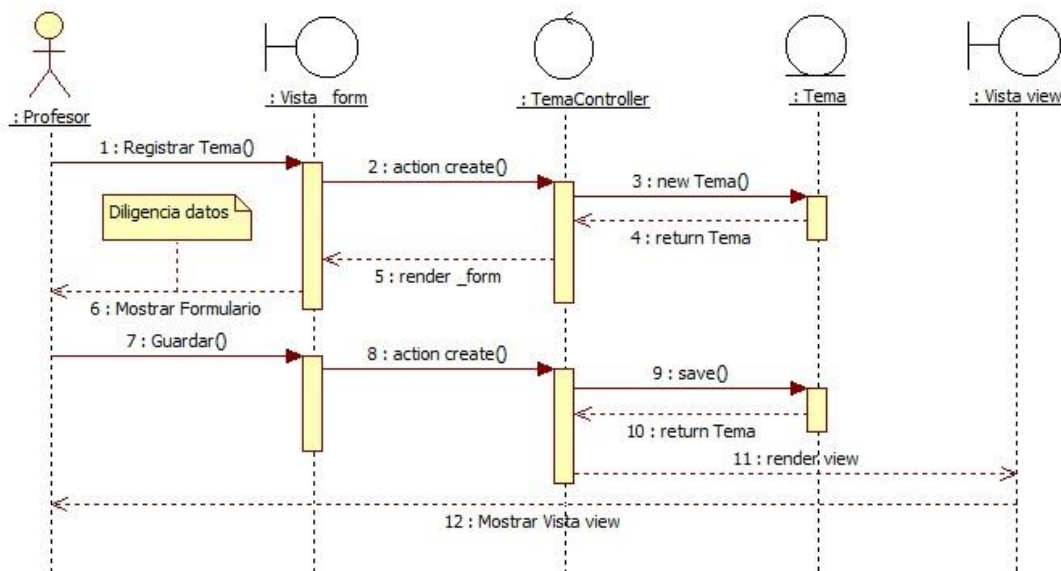 : Profesor
: Vista _form
: TemaController
: Tema
: Vista view
1 : Registrar Tema()
2 : action create()
3 : new Tema()
Diligencia datos
4 : return Tema
5 : render _form
6 : Mostrar Formulario
7 : Guardar()
8 : action create()
9 : save()
10 : return Tema
11 : render view
12 : Mostrar Vista view